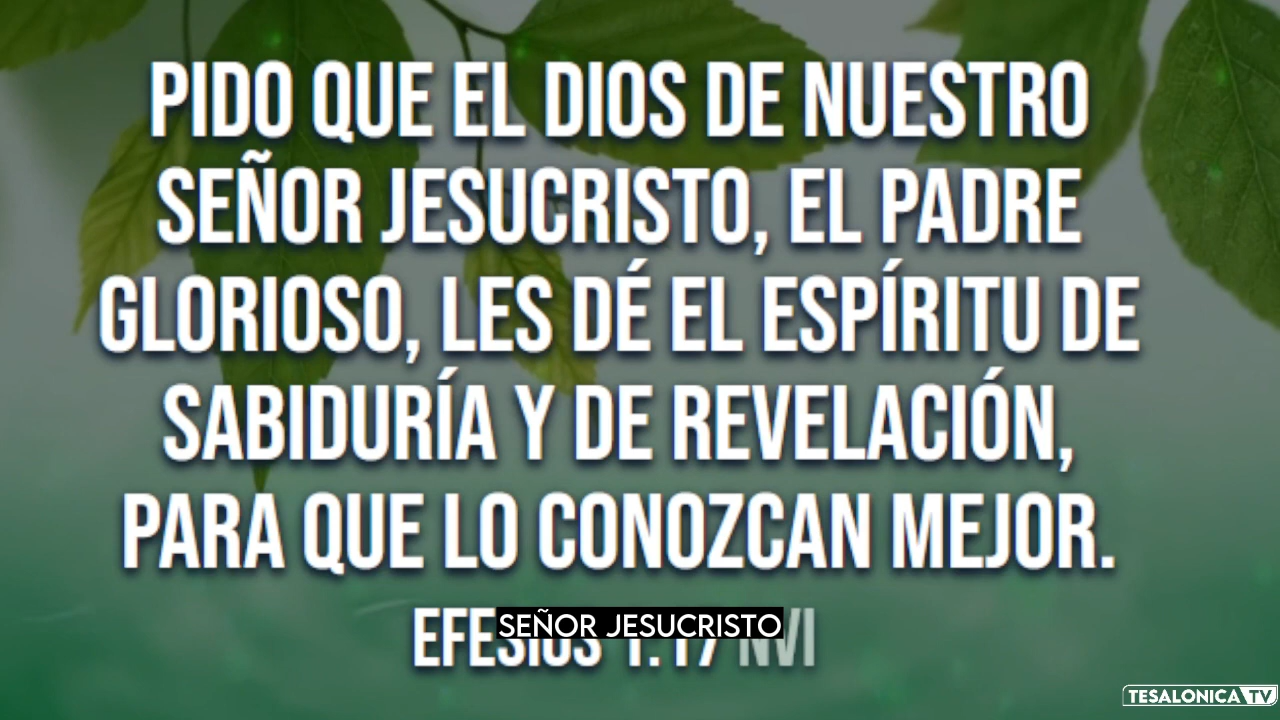 PIDO QUE EL DIOS DE NUESTRO
SEÑOR JESUCRISTO, EL PADRE
GLORIOSO, LES DÉ EL ESPÍRITU DE
SABIDURÍA Y DE REVELACIÓN,
PARA QUE LO CONOZCAN MEJOR.
EFESIOS 1:17 NVI
SEÑOR JESUCRISTO
TESALONICA TV